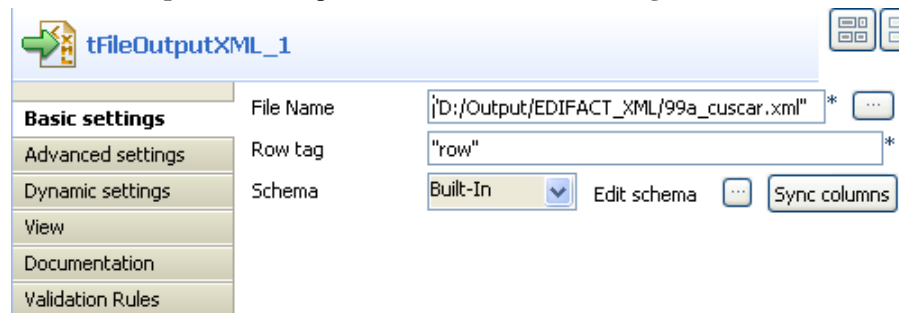 tFileOutputXML_1
Basic settings
File Name
"D:/Output/EDIFACT_XML/99a_cuscar.xml" * ...
Advanced settings
Row tag
"row" *
Dynamic settings
Schema
Built-In
Edit schema ... Sync columns
View
Documentation
Validation Rules